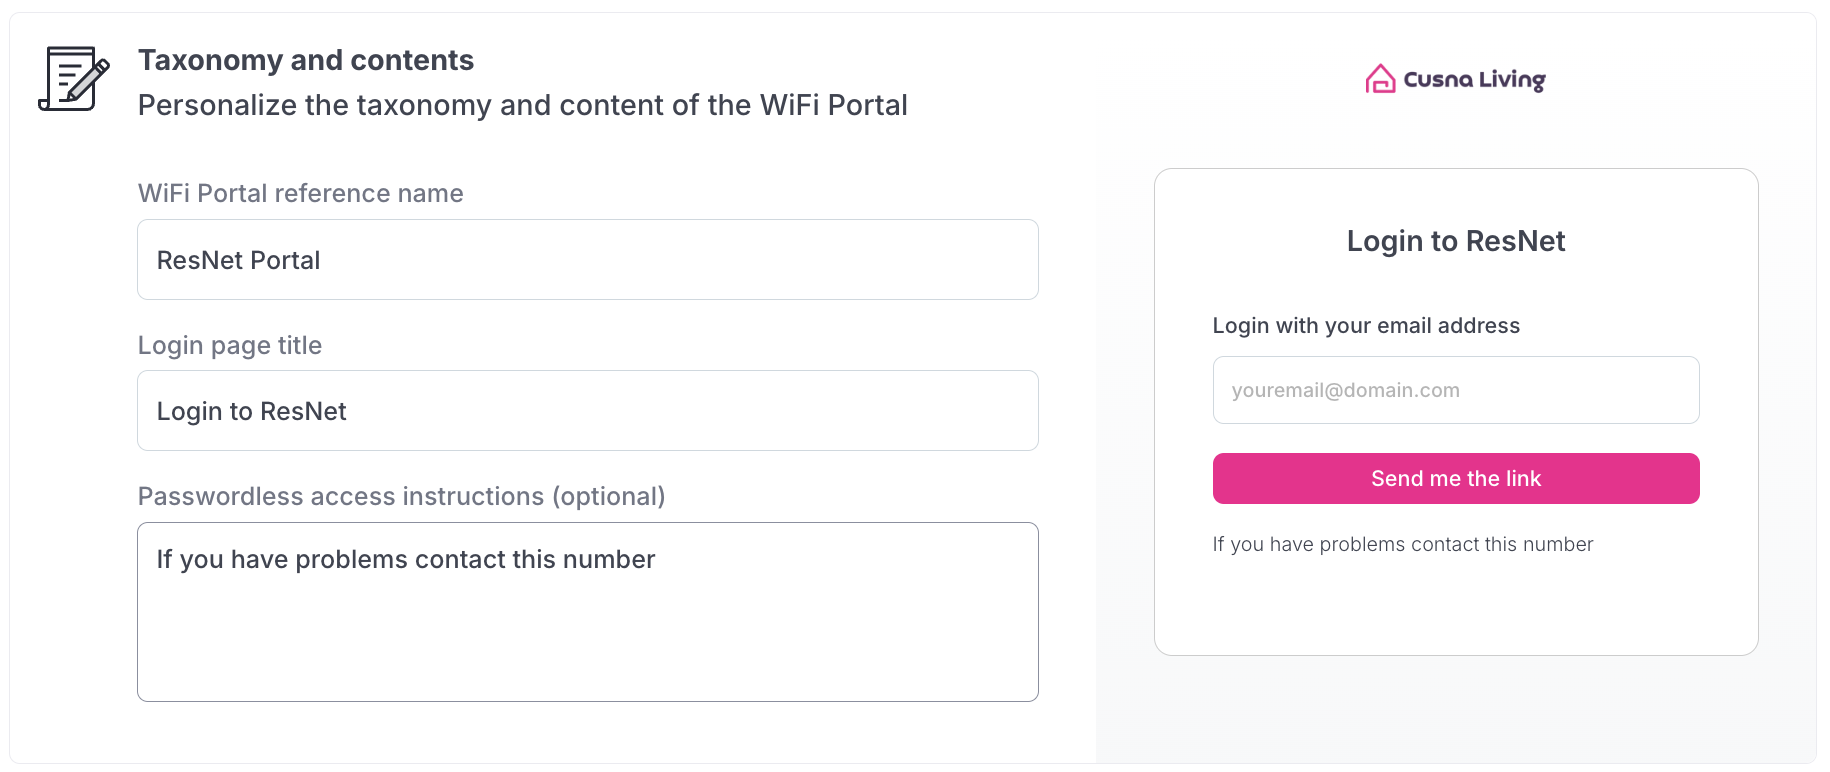 Taxonomy and contents
Personalize the taxonomy and content of the WiFi Portal
WiFi Portal reference name
ResNet Portal
Login page title
Login to ResNet
Passwordless access instructions (optional)
If you have problems contact this number
Cusna Living
Login to ResNet
Login with your email address
youremail@domain.com
Send me the link
If you have problems contact this number